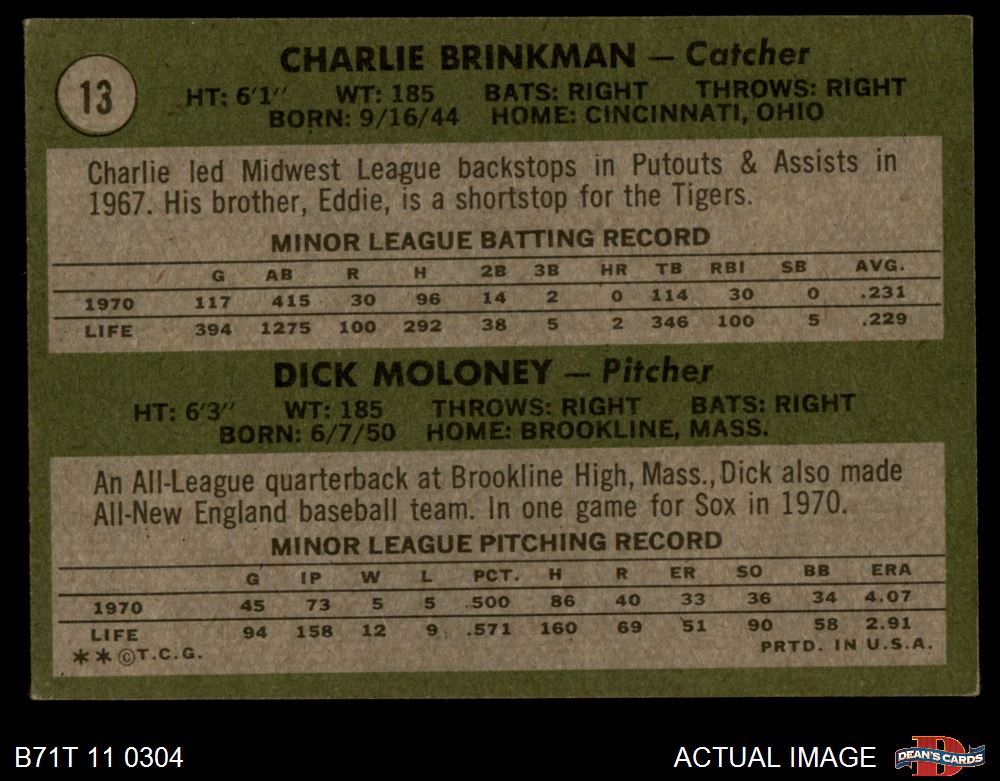 13
CHARLIE BRINKMAN — Catcher
HT: 6'1" WT: 185 BATS: RIGHT THROWS: RIGHT
BORN: 9/16/44 HOME: CINCINNATI, OHIO
Charlie led Midwest League backstops in Putouts & Assists in
1967. His brother, Eddie, is a shortstop for the Tigers.
MINOR LEAGUE BATTING RECORD
G AB R H 2B 3B HR TB RBI SB AVG.
1970 117 415 30 96 14 2 0 114 30 0 .231
LIFE 394 1275 100 292 38 5 2 346 100 5 .229
DICK MOLONEY — Pitcher
HT: 6'3" WT: 185 THROWS: RIGHT BATS: RIGHT
BORN: 6/7/50 HOME: BROOKLINE, MASS.
An All-League quarterback at Brookline High, Mass., Dick also made
All-New England baseball team. In one game for Sox in 1970.
MINOR LEAGUE PITCHING RECORD
G IP W L PCT. H R ER SO BB ERA
1970 45 73 5 5 .500 86 40 33 36 34 4.07
LIFE 94 158 12 9 .571 160 69 51 90 58 2.91
**©T.C.G. PRTD. IN U.S.A.
B71T 11 0304 ACTUAL IMAGE D DEAN'S CARDS